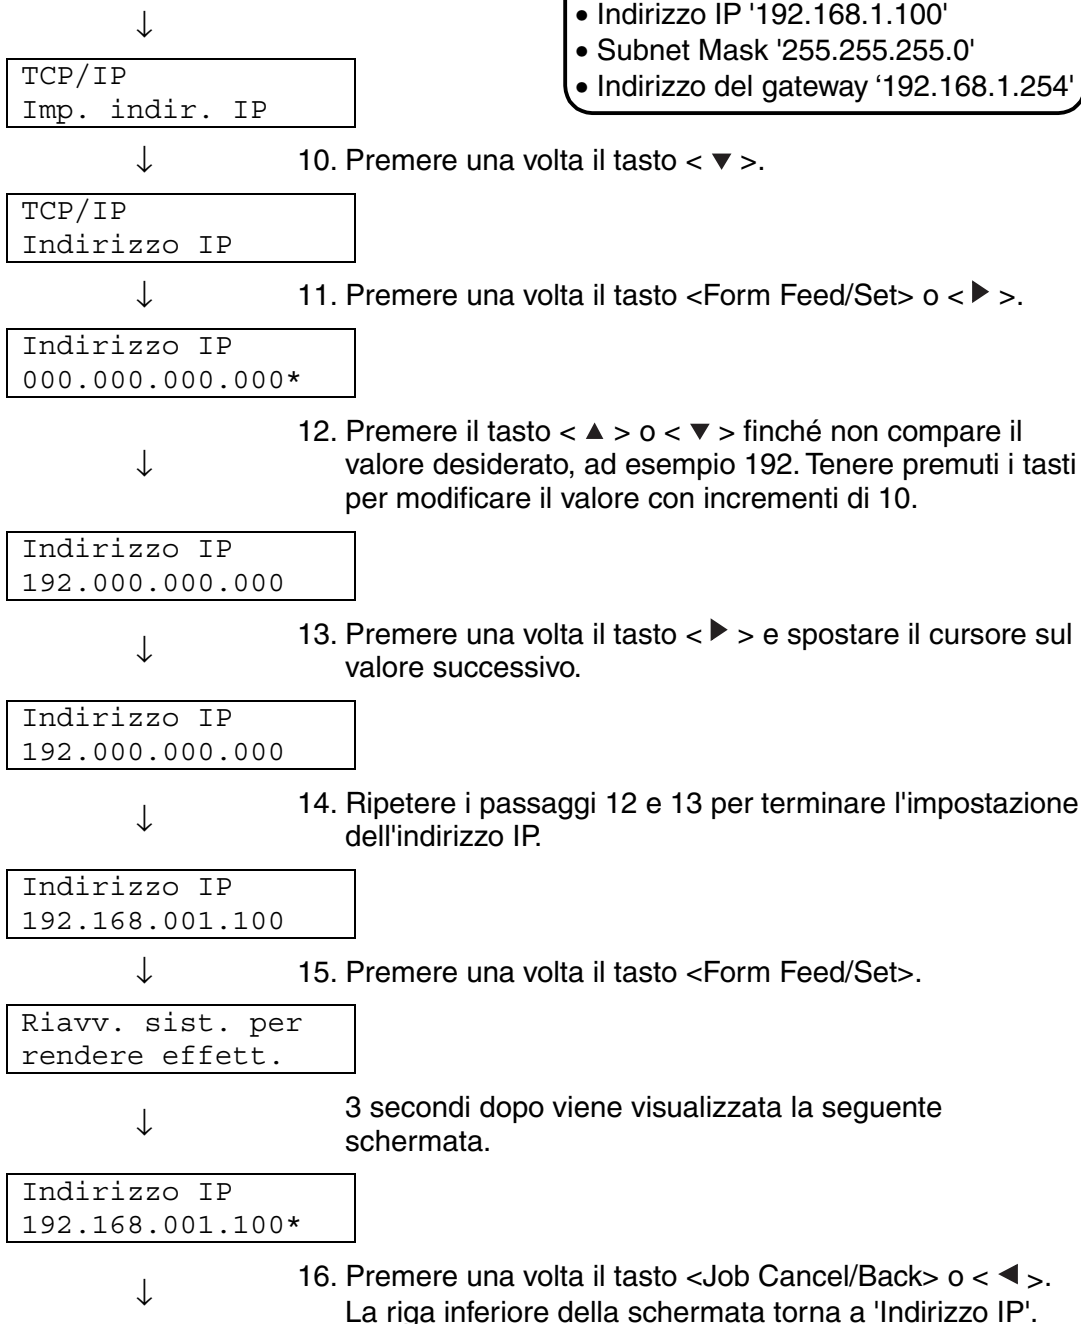 • Indirizzo IP '192.168.1.100'
• Subnet Mask '255.255.255.0'
• Indirizzo del gateway ‘192.168.1.254'
↓
TCP/IP
Imp. indir. IP
↓
10. Premere una volta il tasto < ▼ >.
TCP/IP
Indirizzo IP
↓
11. Premere una volta il tasto <Form Feed/Set> o < ▶ >.
Indirizzo IP
000.000.000.000*
↓
12. Premere il tasto < ▲ > o < ▼ > finché non compare il
valore desiderato, ad esempio 192. Tenere premuti i tasti
per modificare il valore con incrementi di 10.
Indirizzo IP
192.000.000.000
↓
13. Premere una volta il tasto < ▶ > e spostare il cursore sul
valore successivo.
Indirizzo IP
192.000.000.000
↓
14. Ripetere i passaggi 12 e 13 per terminare l'impostazione
dell'indirizzo IP.
Indirizzo IP
192.168.001.100
↓
15. Premere una volta il tasto <Form Feed/Set>.
Riavv. sist. per
rendere effett.
↓
3 secondi dopo viene visualizzata la seguente
schermata.
Indirizzo IP
192.168.001.100*
↓
16. Premere una volta il tasto <Job Cancel/Back> o < ◀ >.
La riga inferiore della schermata torna a 'Indirizzo IP'.